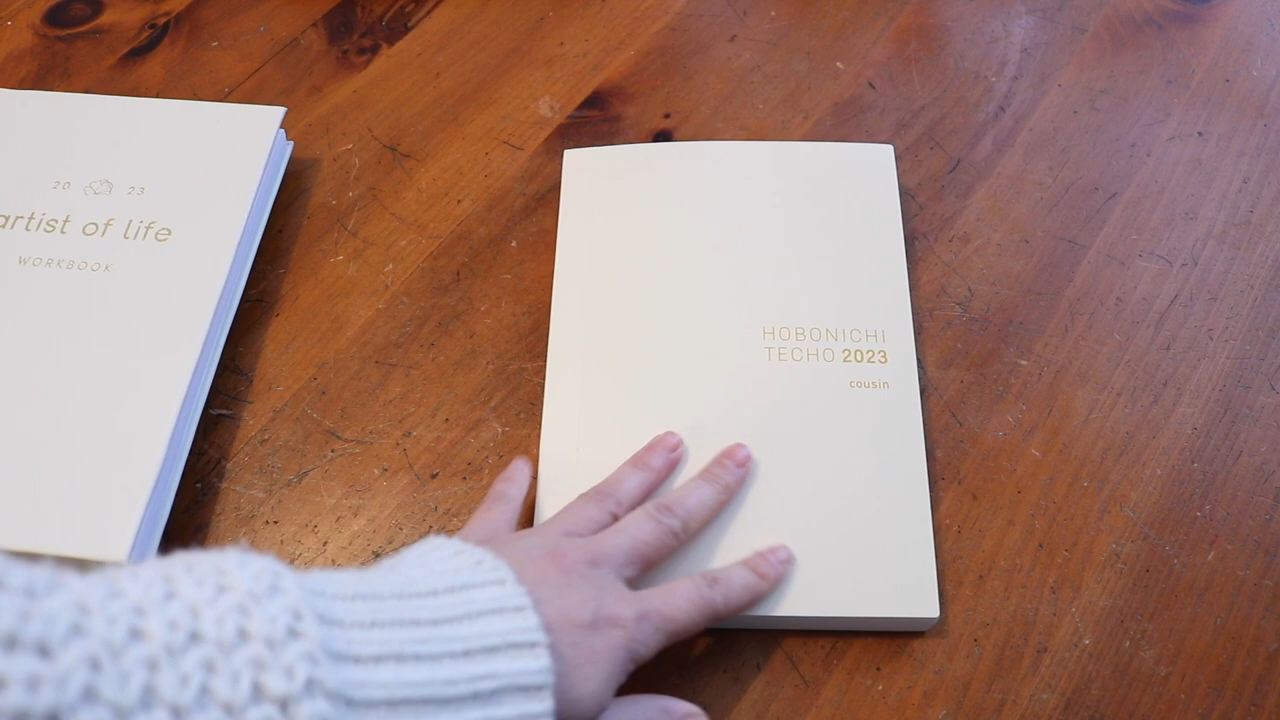 20 23
artist of life
WORKBOOK
HOBONICHI
TECHO 2023
cousin